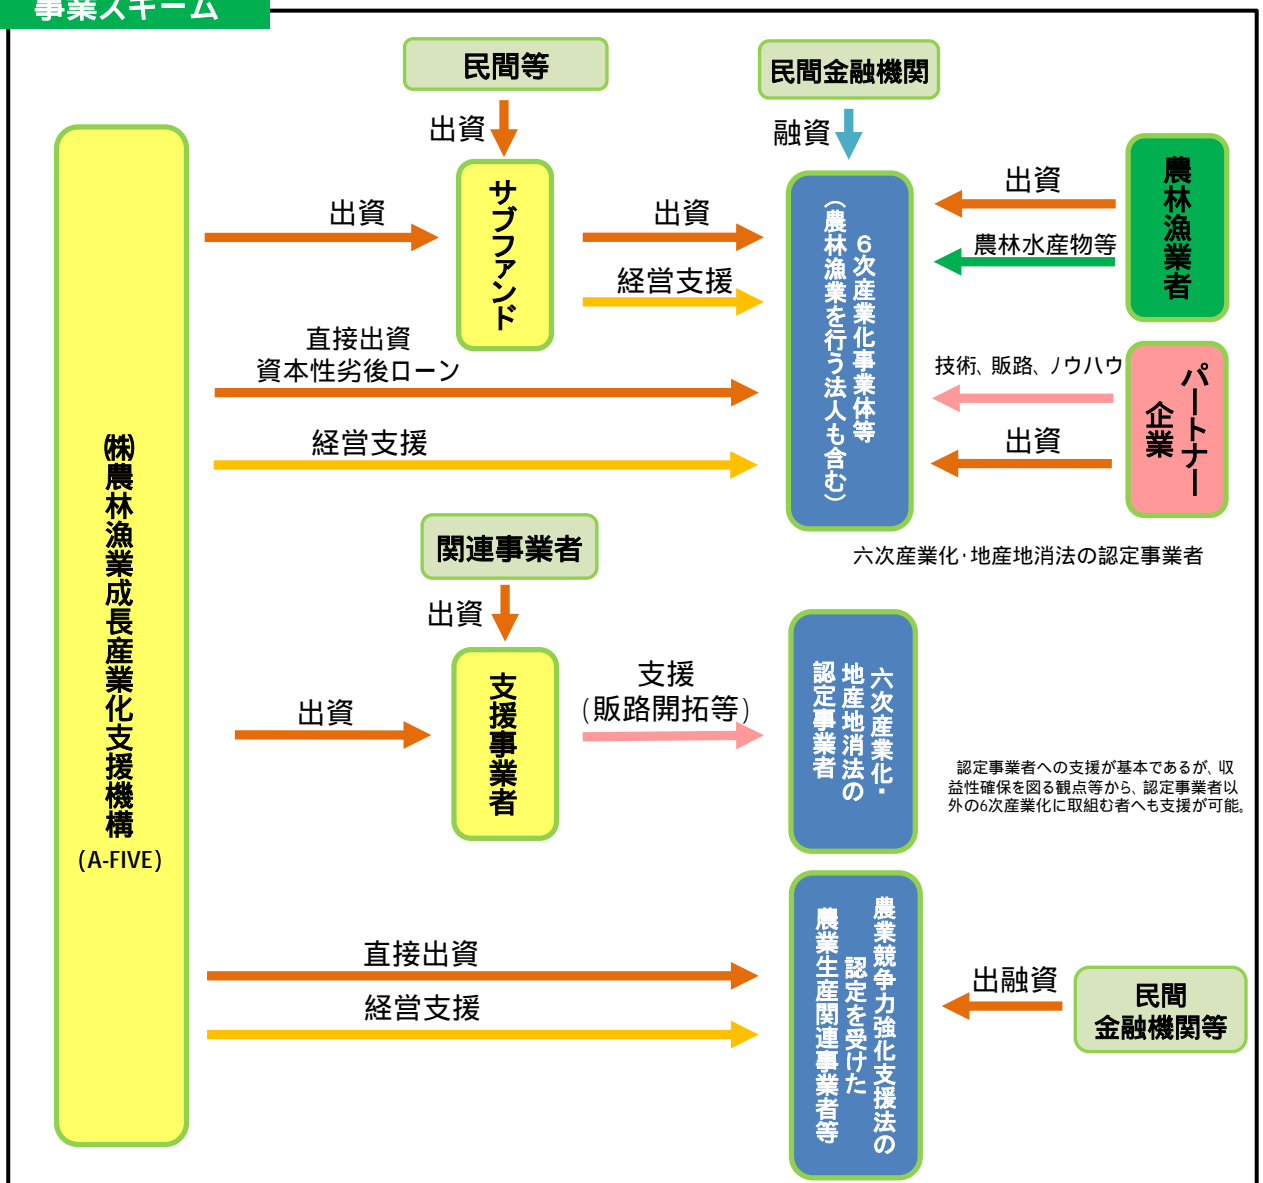 事業スキーム
民間等
民間金融機関
出資
融資
㈱農林漁業成長産業化支援機構
(A-FIVE)
出資
サブファンド
出資
経営支援
6次産業化事業体等
(農林漁業を行う法人も含む)
出資
農林水産物等
農林漁業者
直接出資
資本性劣後ローン
経営支援
技術、販路、ノウハウ
出資
パートナー
企業
六次産業化・地産地消法の認定事業者
関連事業者
出資
出資
支援事業者
支援
(販路開拓等)
六次産業化・
地産地消法の
認定事業者
認定事業者への支援が基本であるが、収
益性確保を図る観点等から、認定事業者以
外の6次産業化に取組む者へも支援が可能。
直接出資
経営支援
農業競争力強化支援法の
認定を受けた
農業生産関連事業者等
出融資
民間
金融機関等